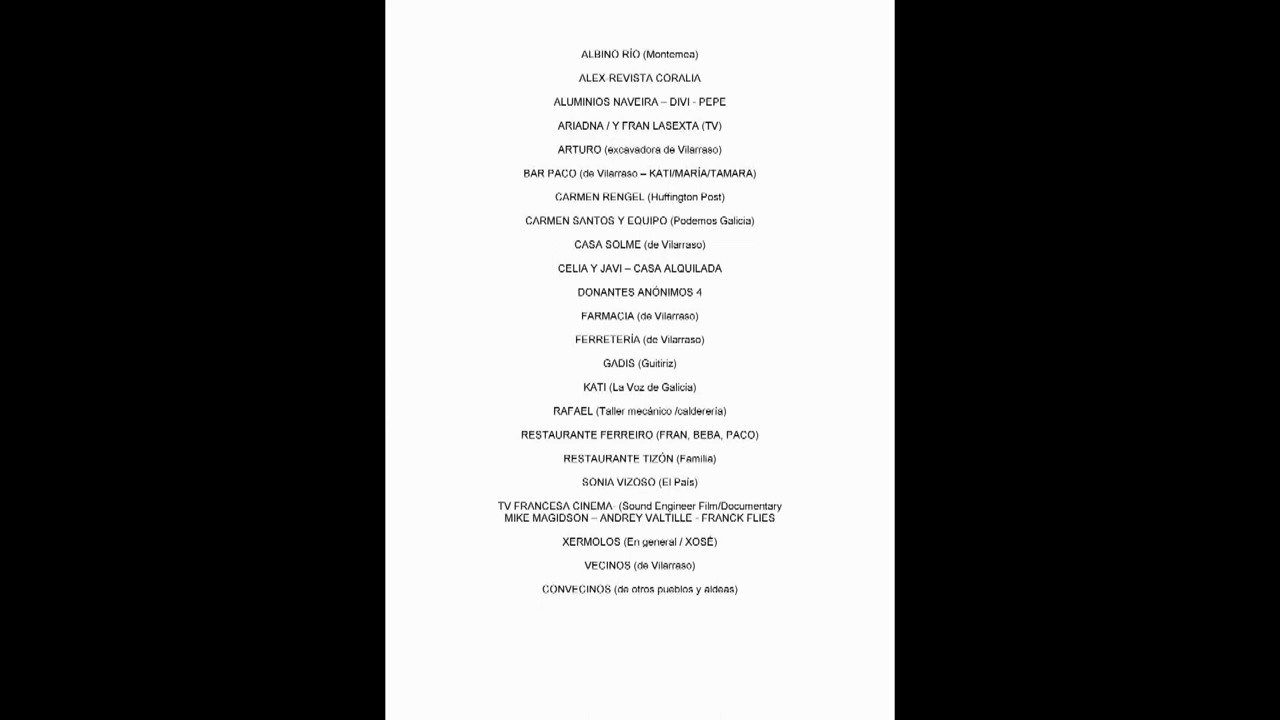 ALBINO RÍO (Montemea)
ALEX REVISTA CORALIA
ALUMINIOS NAVEIRA – DIVI - PEPE
ARIADNA / Y FRAN LASEXTA (TV)
ARTURO (excavadora de Vilarraso)
BAR PACO (de Vilarraso – KATI/MARÍA/TAMARA)
CARMEN RENGEL (Huffington Post)
CARMEN SANTOS Y EQUIPO (Podemos Galicia)
CASA SOLME (de Vilarraso)
CELIA Y JAVI – CASA ALQUILADA
DONANTES ANÓNIMOS 4
FARMACIA (de Vilarraso)
FERRETERÍA (de Vilarraso)
GADIS (Guitiriz)
KATI (La Voz de Galicia)
RAFAEL (Taller mecánico /calderería)
RESTAURANTE FERREIRO (FRAN, BEBA, PACO)
RESTAURANTE TIZÓN (Familia)
SONIA VIZOSO (El País)
TV FRANCESA CINEMA- (Sound Engineer Film/Documentary
MIKE MAGIDSON – ANDREY VALTILLE - FRANCK FLIES
XERMOLOS (En general / XOSÉ)
VECINOS (de Vilarraso)
CONVECINOS (de otros pueblos y aldeas)